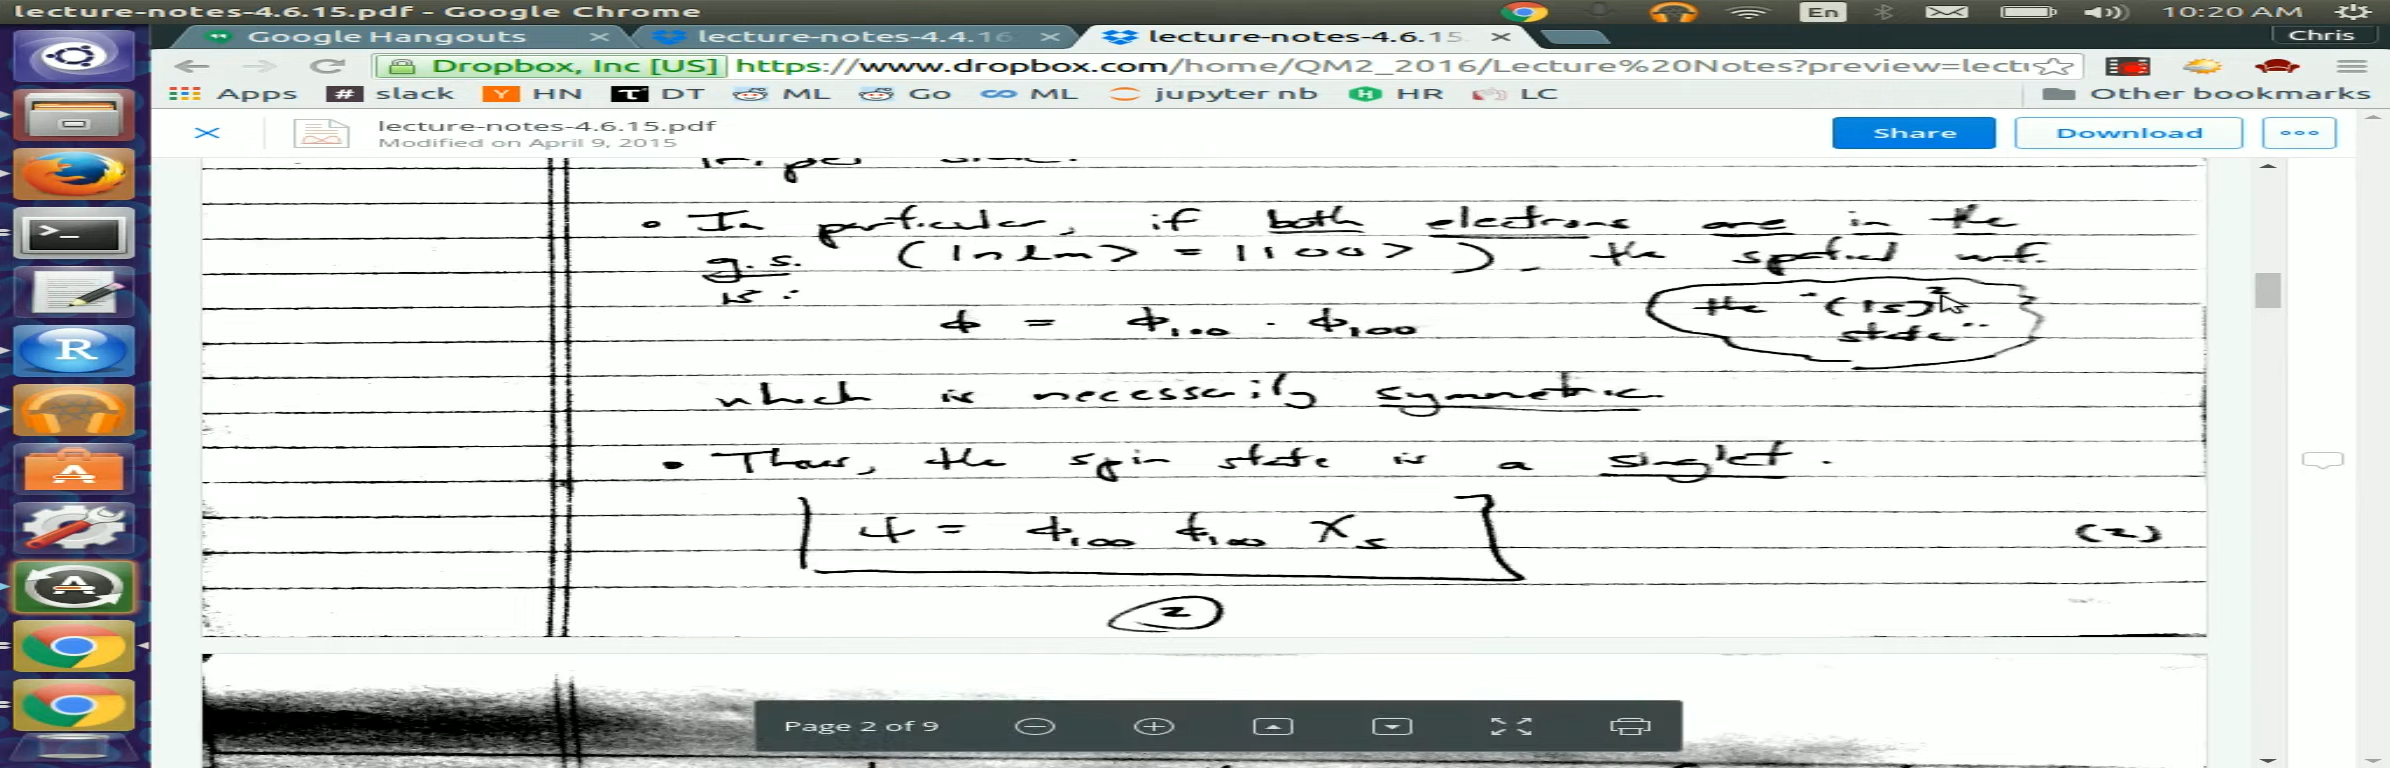 lecture-notes-4.6.15.pdf - Google Chrome
En
10:20 AM
Google Hangouts
lecture-notes-4.4.16
lecture-notes-4.6.15.
Chris
Dropbox, Inc [US]
https://www.dropbox.com/home/QM2_2016/Lecture%20Notes?preview=lect
Apps
slack
HN
DT
ML
Go
ML
jupyter nb
HR
LC
Other bookmarks
lecture-notes-4.6.15.pdf
Modified on April 9, 2015
Share
Download
• In particular, if both electrons are in the
g.s. (|nlm> = |100>), the spatial w.f.
is:
φ = φ₁₀₀ · φ₁₀₀
the "(1s)²
state"
which is necessarily symmetric.
• Thus, the spin state is a singlet.
ψ = φ₁₀₀ φ₁₀₀ χₛ (2)
2
Page 2 of 9